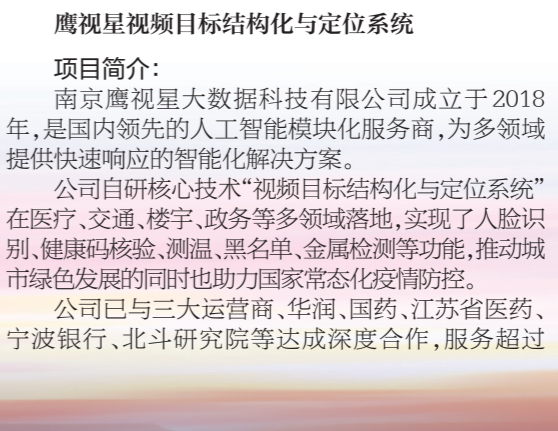 鹰视星视频目标结构化与定位系统
项目简介：
南京鹰视星大数据科技有限公司成立于2018
年，是国内领先的人工智能模块化服务商，为多领域
提供快速响应的智能化解决方案。
公司自研核心技术“视频目标结构化与定位系统”
在医疗、交通、楼宇、政务等多领域落地，实现了人脸识
别、健康码核验、测温、黑名单、金属检测等功能，推动城
市绿色发展的同时也助力国家常态化疫情防控。
公司已与三大运营商、华润、国药、江苏省医药、
宁波银行、北斗研究院等达成深度合作，服务超过